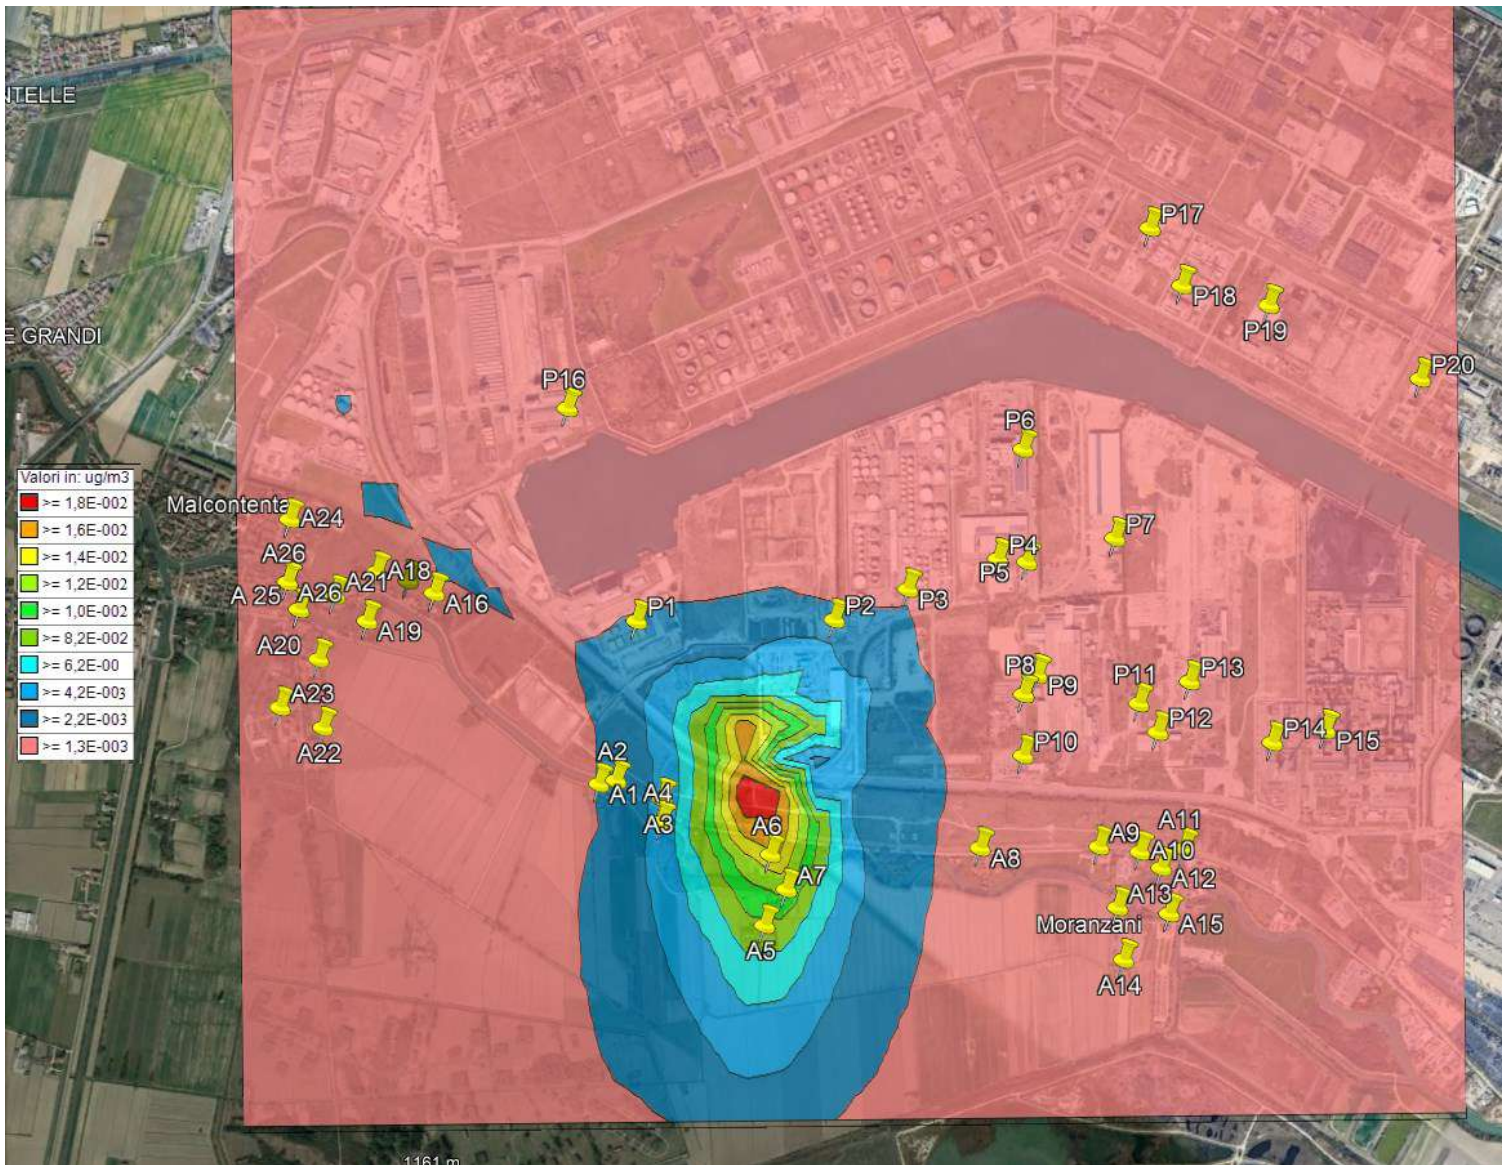 NTELLE
E GRANDI
P17
P18
P19
P20
P16
P6
Valori in: ug/m3
>= 1,8E-002
>= 1,6E-002
>= 1,4E-002
>= 1,2E-002
>= 1,0E-002
>= 8,2E-002
>= 6,2E-00
>= 4,2E-003
>= 2,2E-003
>= 1,3E-003
Malcontenta
A24
P7
A26
P4
P5
A18
A21
A 25
A26
A16
P3
P1
P2
A19
A20
P8
P9
P11
P13
A23
A22
P12
P14
P15
P10
A2
A1
A4
A3
A6
A11
A9
A10
A8
A7
A12
A13
Moranzani
A15
A5
A14
1161 m